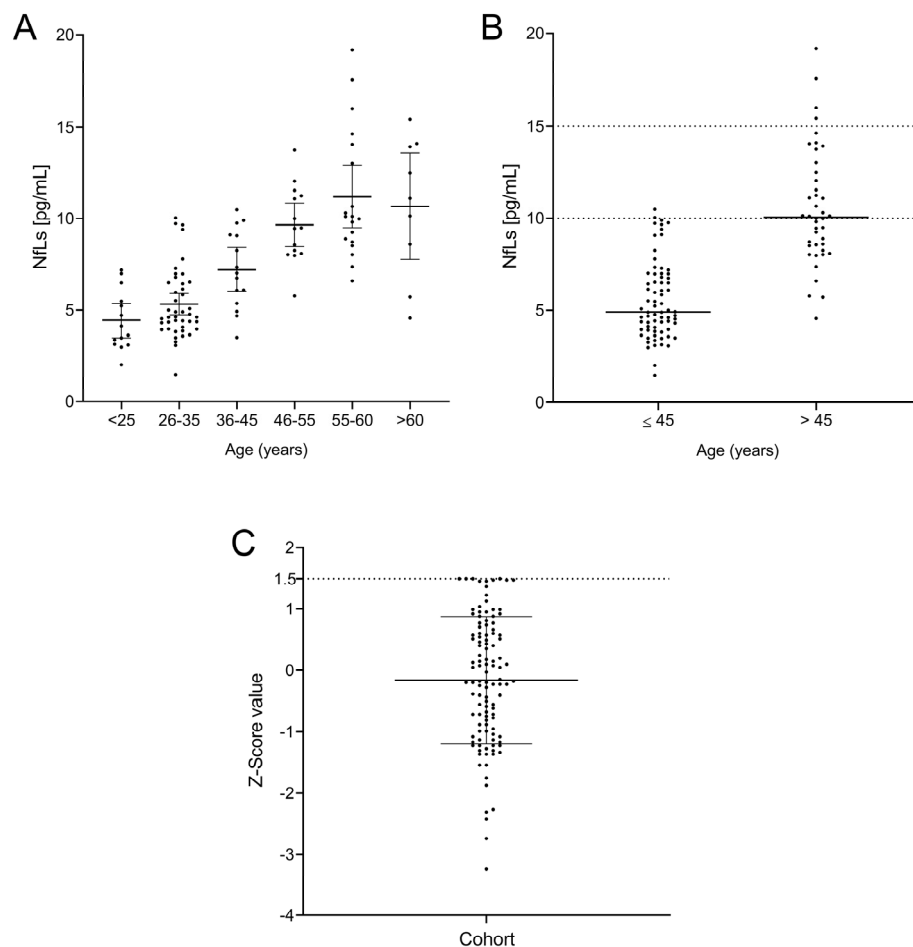 A
NfLs [pg/mL]
20
15
10
5
0
<25 26-35 36-45 46-55 55-60 >60
Age (years)
B
NfLs [pg/mL]
20
15
10
5
0
≤ 45 > 45
Age (years)
C
Z-Score value
2
1.5
1
0
-1
-2
-3
-4
Cohort